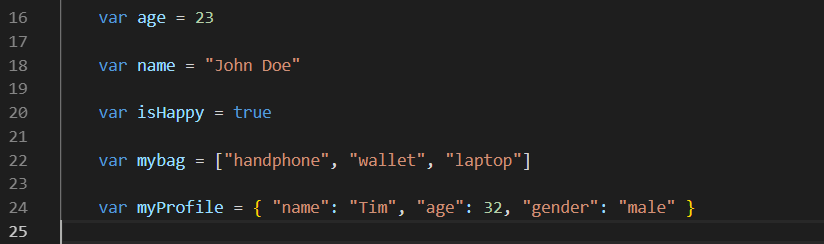 16 var age = 23
17
18 var name = "John Doe"
19
20 var isHappy = true
21
22 var mybag = ["handphone", "wallet", "laptop"]
23
24 var myProfile = { "name": "Tim", "age": 32, "gender": "male" }
25